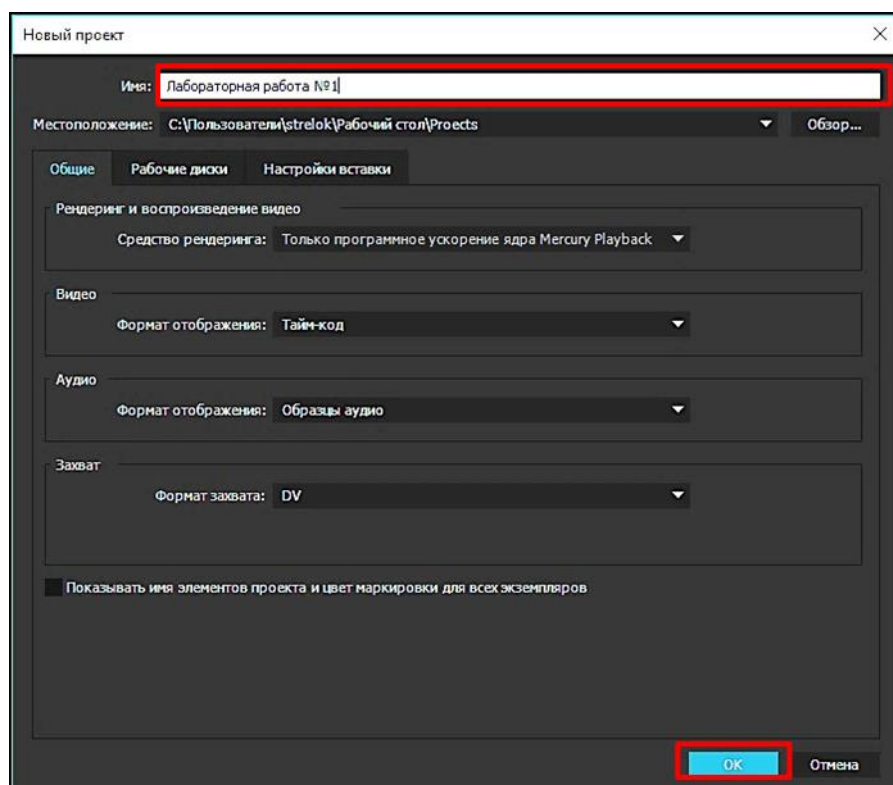 Новый проект
Имя: Лабораторная работа №1
Местоположение: C:\Пользователи\strelok\Рабочий стол\Proects Обзор...
Общие Рабочие диски Настройки вставки
Рендеринг и воспроизведение видео
Средство рендеринга: Только программное ускорение ядра Mercury Playback
Видео
Формат отображения: Тайм-код
Аудио
Формат отображения: Образцы аудио
Захват
Формат захвата: DV
Показывать имя элементов проекта и цвет маркировки для всех экземпляров
OK Отмена